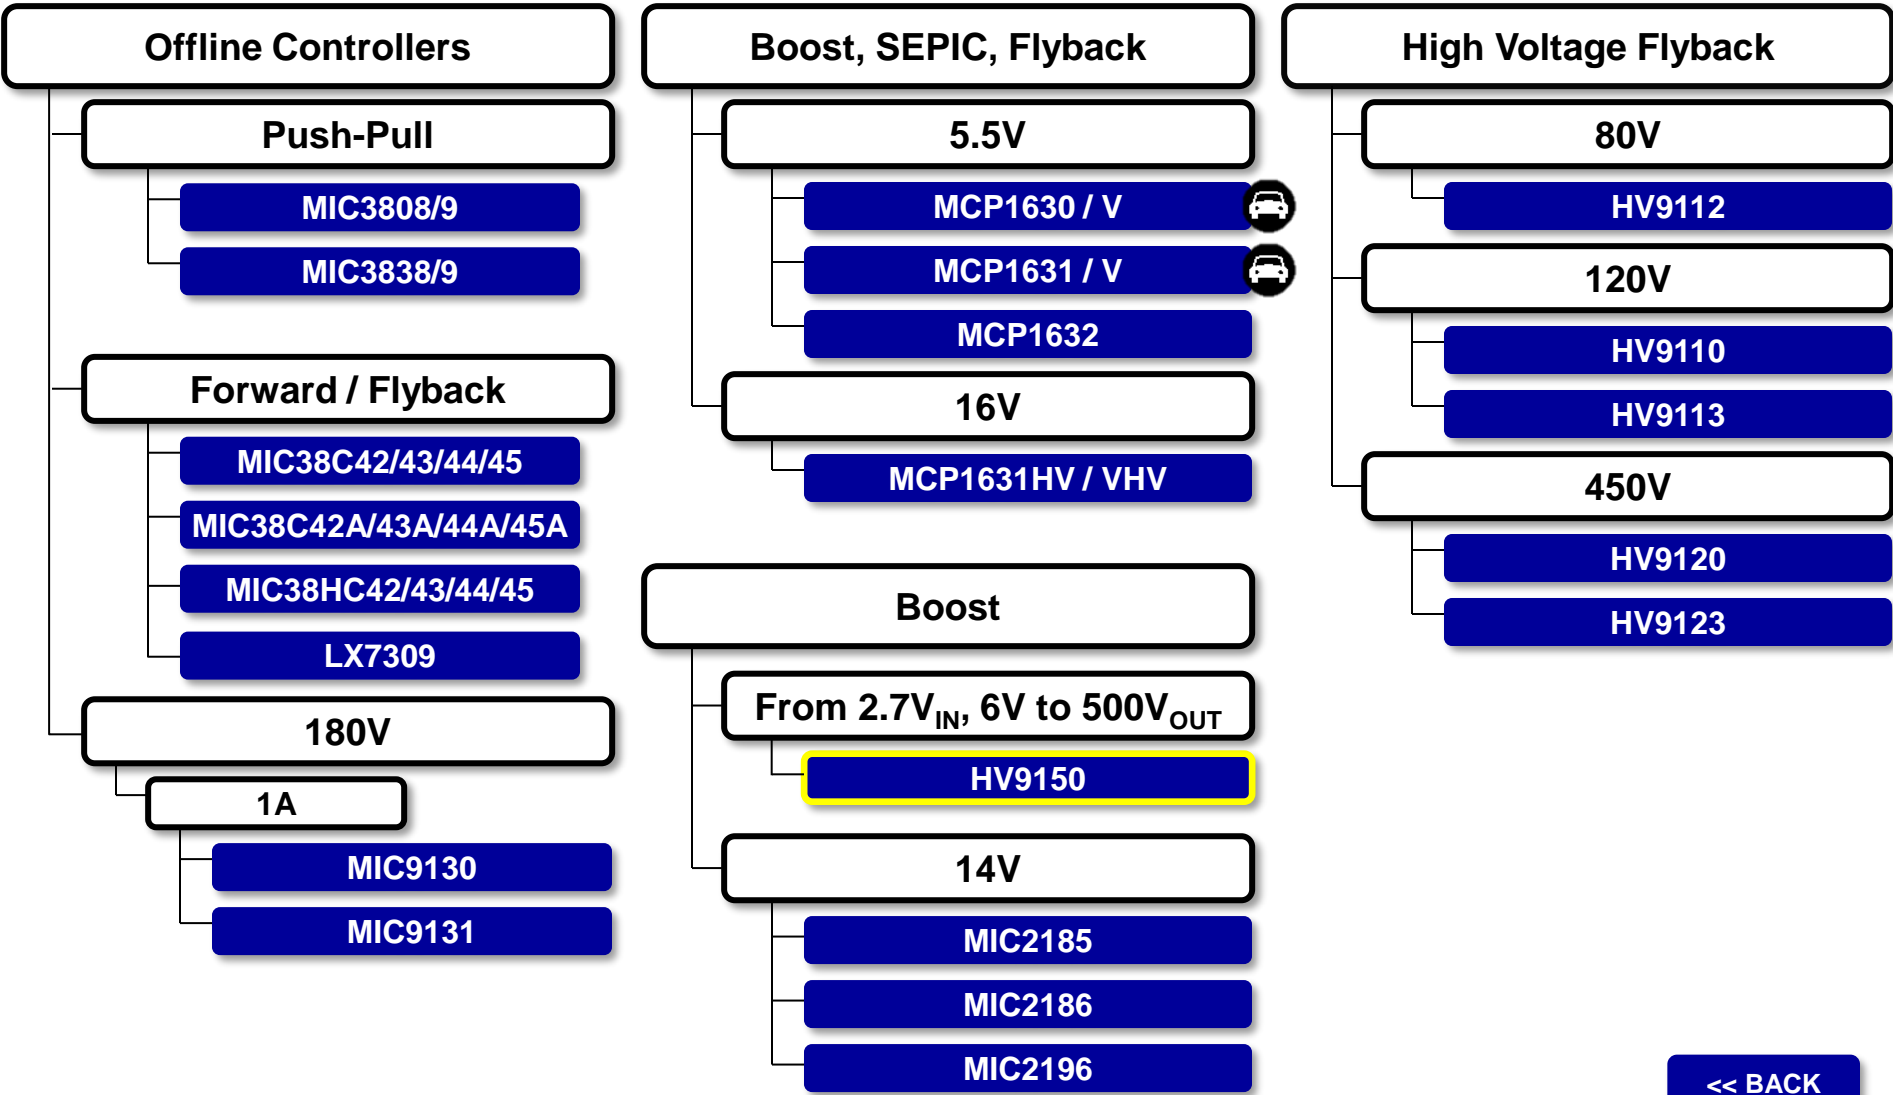 Offline Controllers
Push-Pull
MIC3808/9
MIC3838/9
Forward / Flyback
MIC38C42/43/44/45
MIC38C42A/43A/44A/45A
MIC38HC42/43/44/45
LX7309
180V
1A
MIC9130
MIC9131
Boost, SEPIC, Flyback
5.5V
MCP1630 / V
MCP1631 / V
MCP1632
16V
MCP1631HV / VHV
Boost
From 2.7VIN, 6V to 500VOUT
HV9150
14V
MIC2185
MIC2186
MIC2196
High Voltage Flyback
80V
HV9112
120V
HV9110
HV9113
450V
HV9120
HV9123
<< BACK